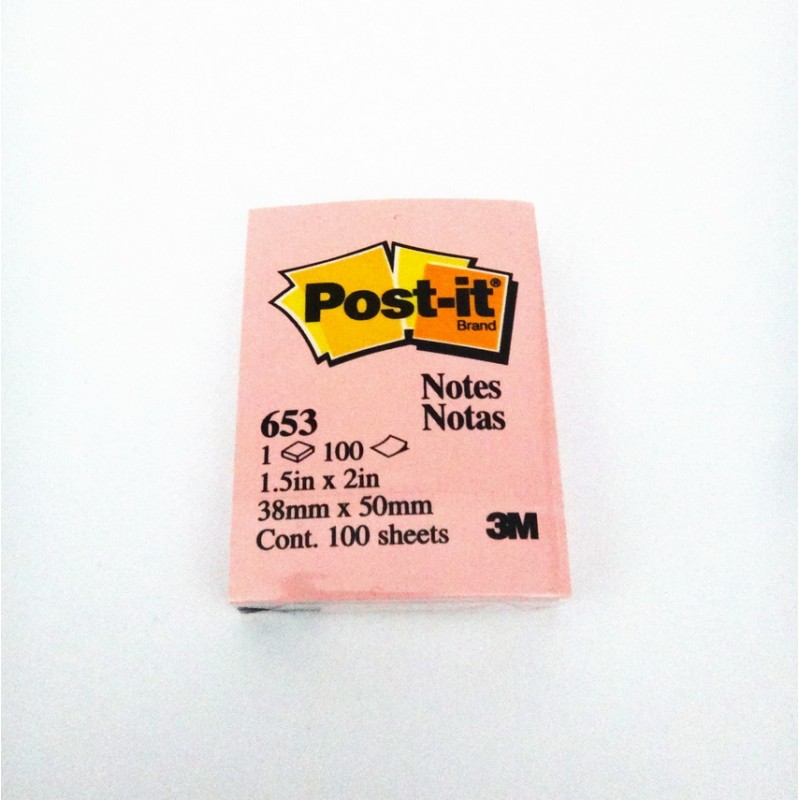 Post-it®
Brand
Notes
Notas
653
1 100
1.5in x 2in
38mm x 50mm
Cont. 100 sheets
3M